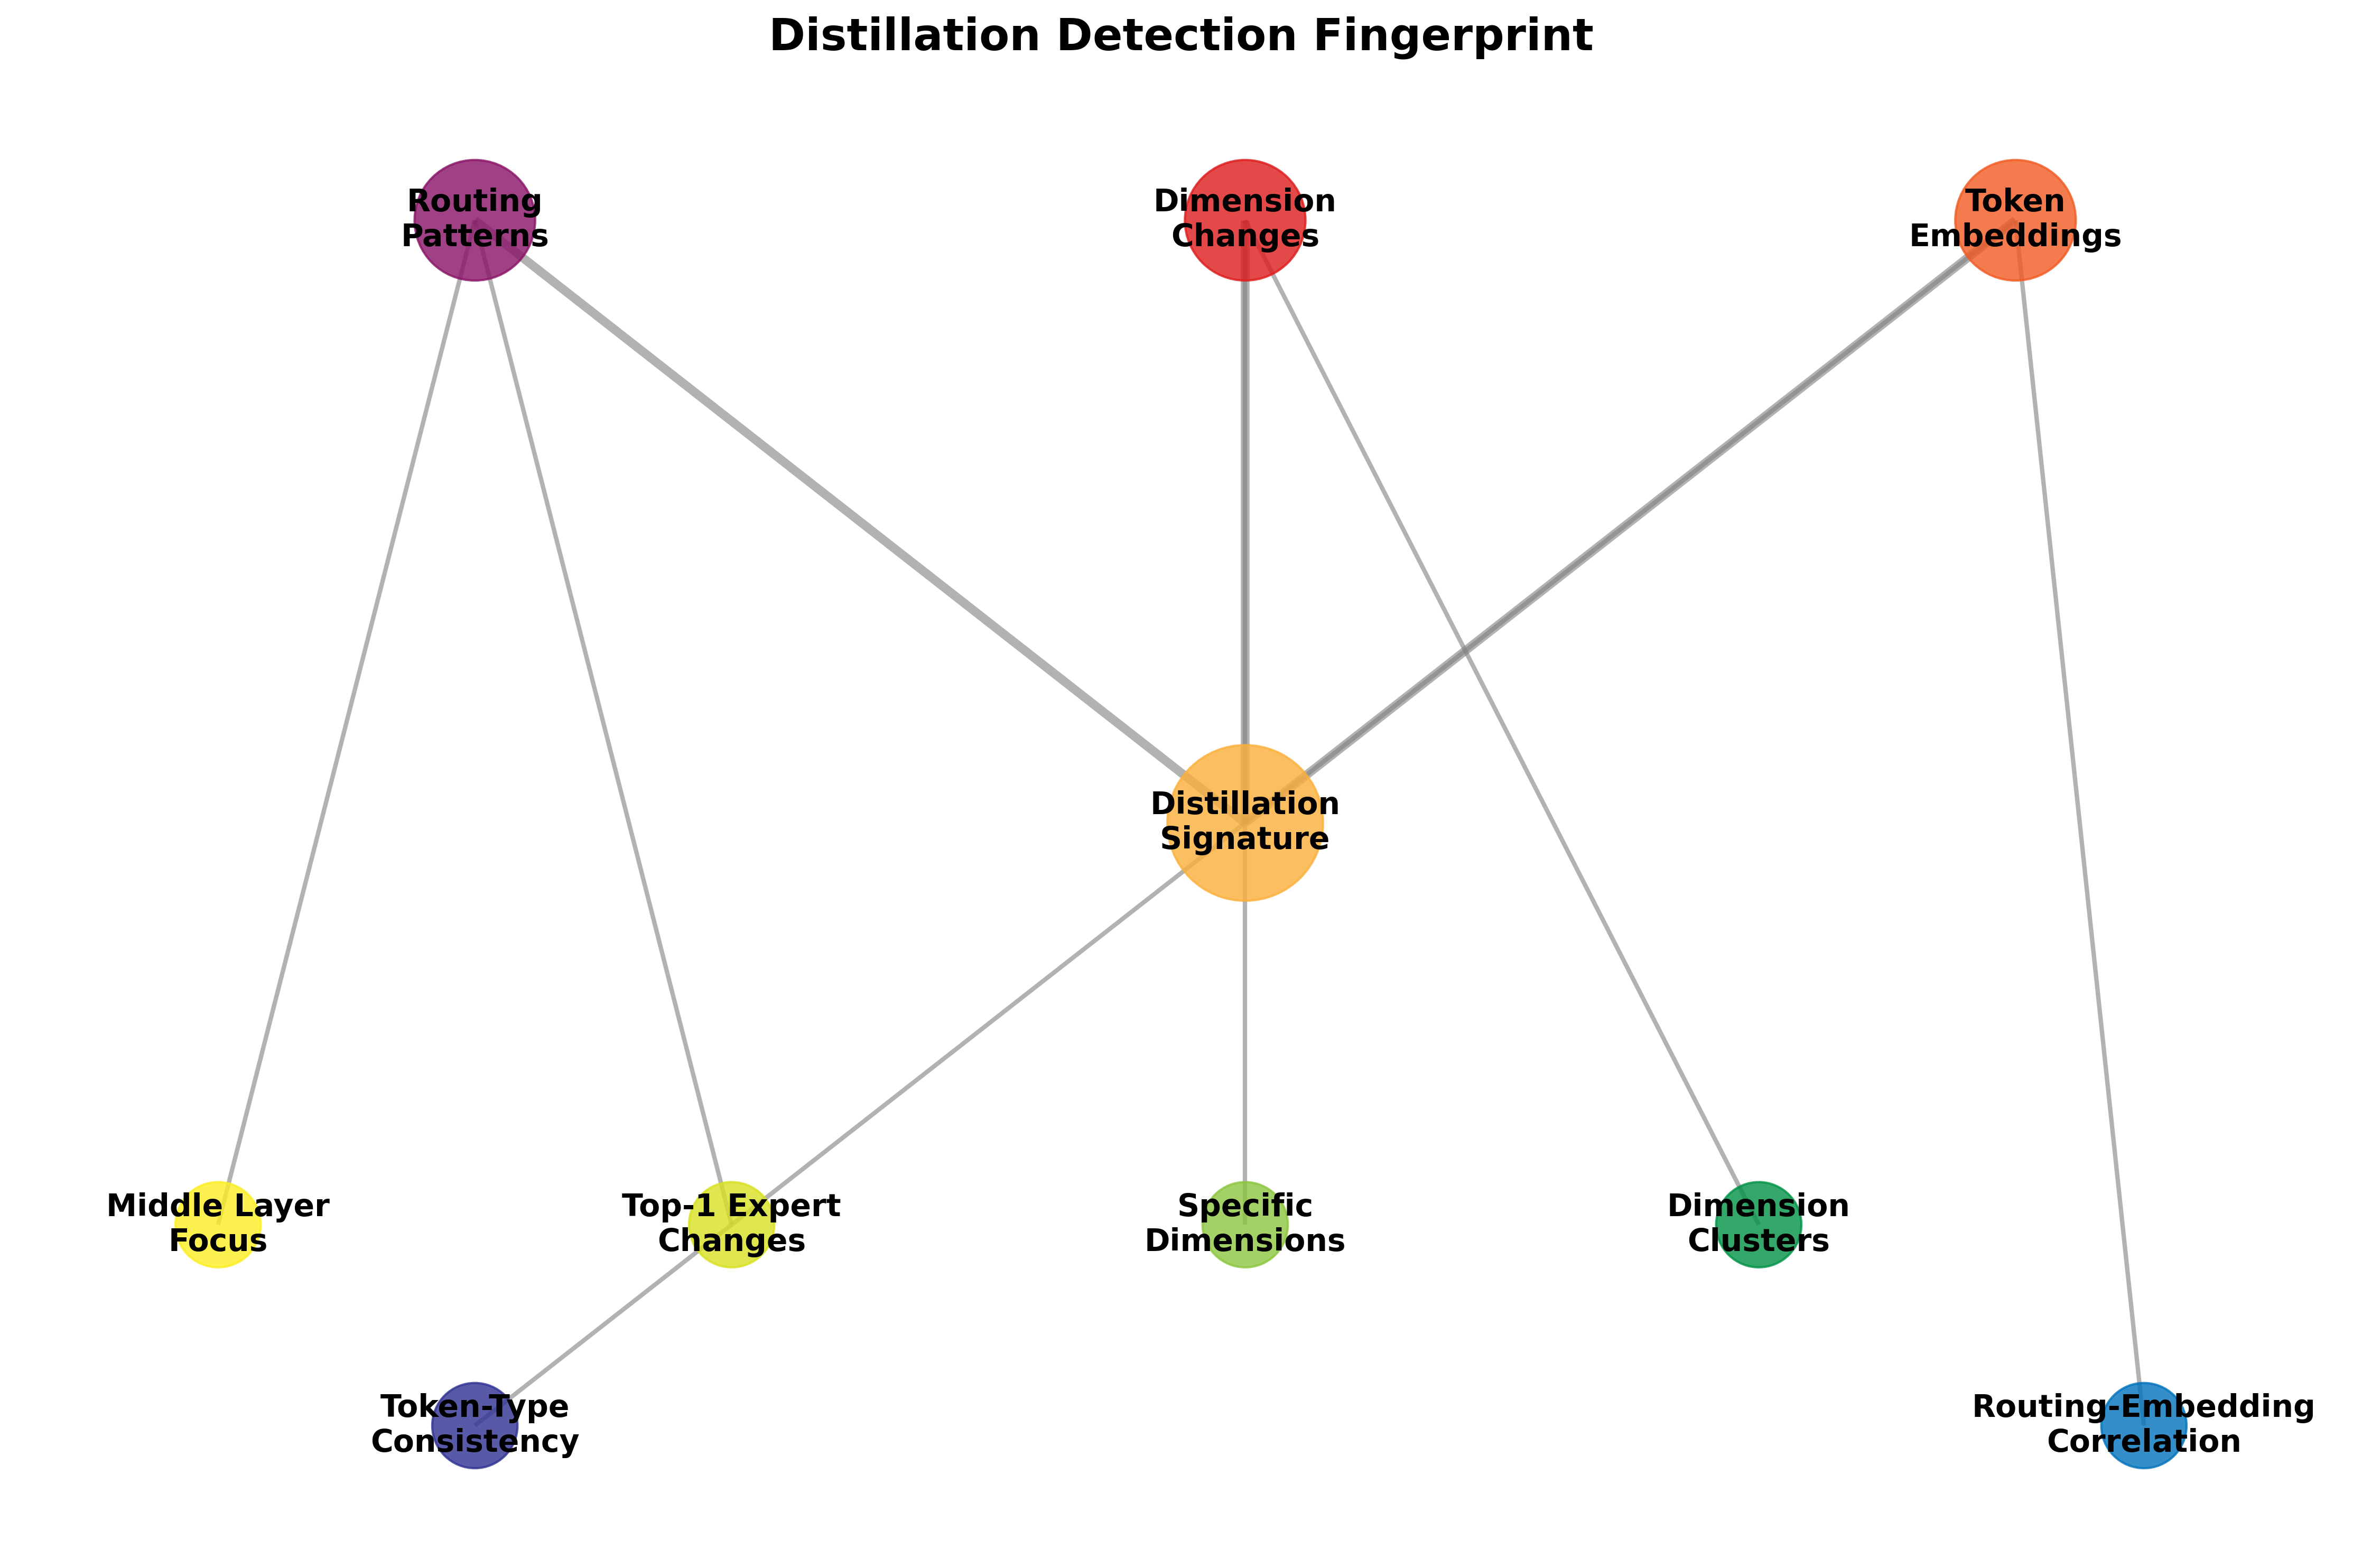 Distillation Detection Fingerprint
Routing
Patterns
Dimension
Changes
Token
Embeddings
Distillation
Signature
Middle Layer
Focus
Top-1 Expert
Changes
Specific
Dimensions
Dimension
Clusters
Token-Type
Consistency
Routing-Embedding
Correlation